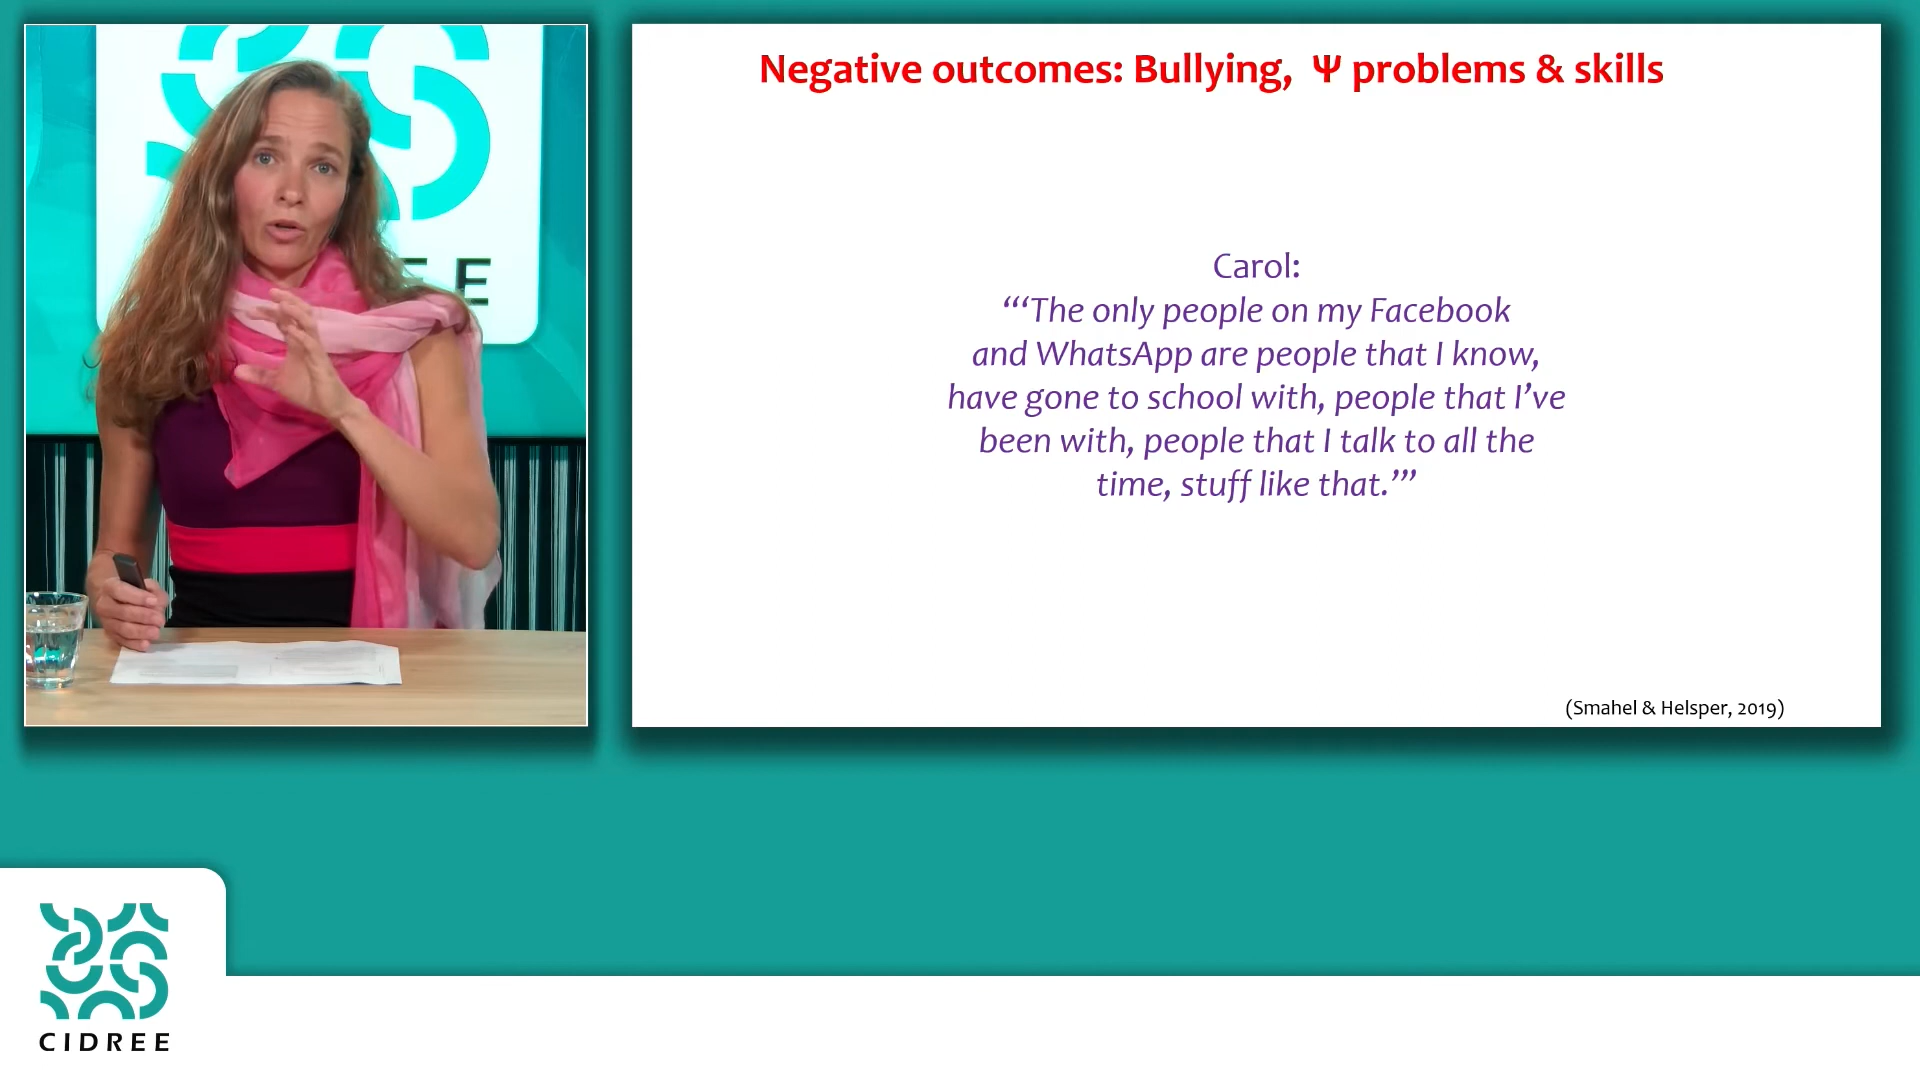 E E
Negative outcomes: Bullying, Ψ problems & skills
Carol:
“‘The only people on my Facebook
and WhatsApp are people that I know,
have gone to school with, people that I’ve
been with, people that I talk to all the
time, stuff like that.’”
(Smahel & Helsper, 2019)
CIDREE